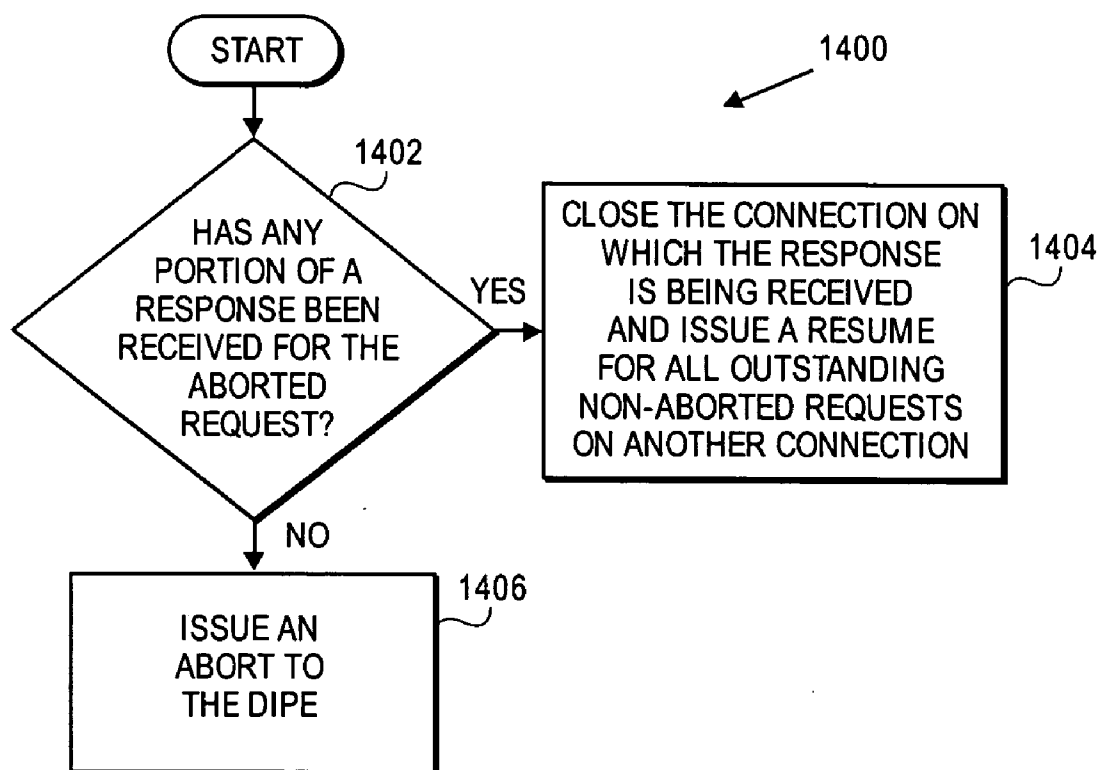 START
1400
1402
HAS ANY
PORTION OF A
RESPONSE BEEN
RECEIVED FOR THE
ABORTED
REQUEST?
YES
CLOSE THE CONNECTION ON
WHICH THE RESPONSE
IS BEING RECEIVED
AND ISSUE A RESUME
FOR ALL OUTSTANDING
NON-ABORTED REQUESTS
ON ANOTHER CONNECTION
1404
NO
1406
ISSUE AN
ABORT TO
THE DIPE